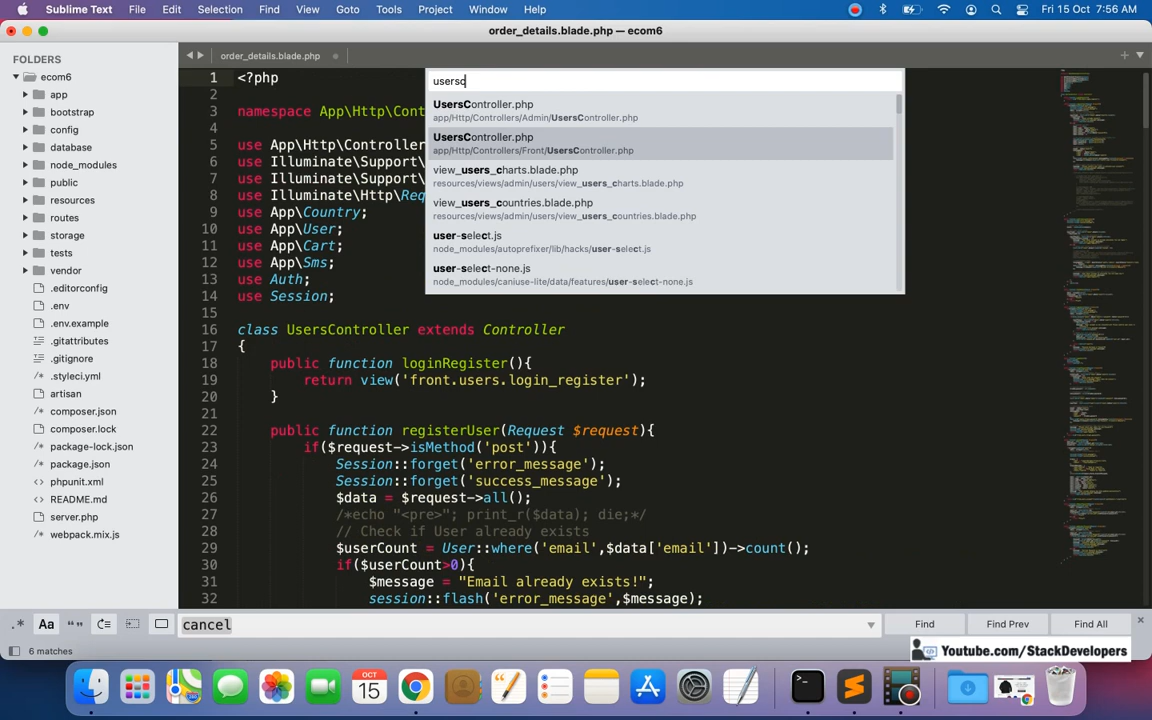 Sublime Text File Edit Selection Find View Goto Tools Project Window Help Fri 15 Oct 7:56 AM
order_details.blade.php — ecom6
FOLDERS
ecom6
app
bootstrap
config
database
node_modules
public
resources
routes
storage
tests
vendor
.editorconfig
.env
.env.example
.gitattributes
.gitignore
.styleci.yml
artisan
composer.json
composer.lock
package-lock.json
package.json
phpunit.xml
README.md
server.php
webpack.mix.js
order_details.blade.php
usersc
UsersController.php
app/Http/Controllers/Admin/UsersController.php
UsersController.php
app/Http/Controllers/Front/UsersController.php
view_users_charts.blade.php
resources/views/admin/users/view_users_charts.blade.php
view_users_countries.blade.php
resources/views/admin/users/view_users_countries.blade.php
user-select.js
node_modules/autoprefixer/lib/hacks/user-select.js
user-select-none.js
node_modules/caniuse-lite/data/features/user-select-none.js
1 <?php
2
3 namespace App\Http\Cont
4
5 use App\Http\Controller
6 use Illuminate\Support\
7 use Illuminate\Support\
8 use Illuminate\Http\Req
9 use App\Country;
10 use App\User;
11 use App\Cart;
12 use App\Sms;
13 use Auth;
14 use Session;
15
16 class UsersController extends Controller
17 {
18 public function loginRegister(){
19 return view('front.users.login_register');
20 }
21
22 public function registerUser(Request $request){
23 if($request->isMethod('post')){
24 Session::forget('error_message');
25 Session::forget('success_message');
26 $data = $request->all();
27 /*echo "<pre>"; print_r($data); die;*/
28 // Check if User already exists
29 $userCount = User::where('email',$data['email'])->count();
30 if($userCount>0){
31 $message = "Email already exists!";
32 session::flash('error_message',$message);
.* Aa “” cancel Find Find Prev Find All
6 matches
Youtube.com/StackDevelopers
OCT
15